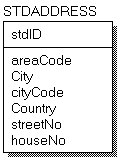 STDADDRESS
stdID
areaCode
City
cityCode
Country
streetNo
houseNo